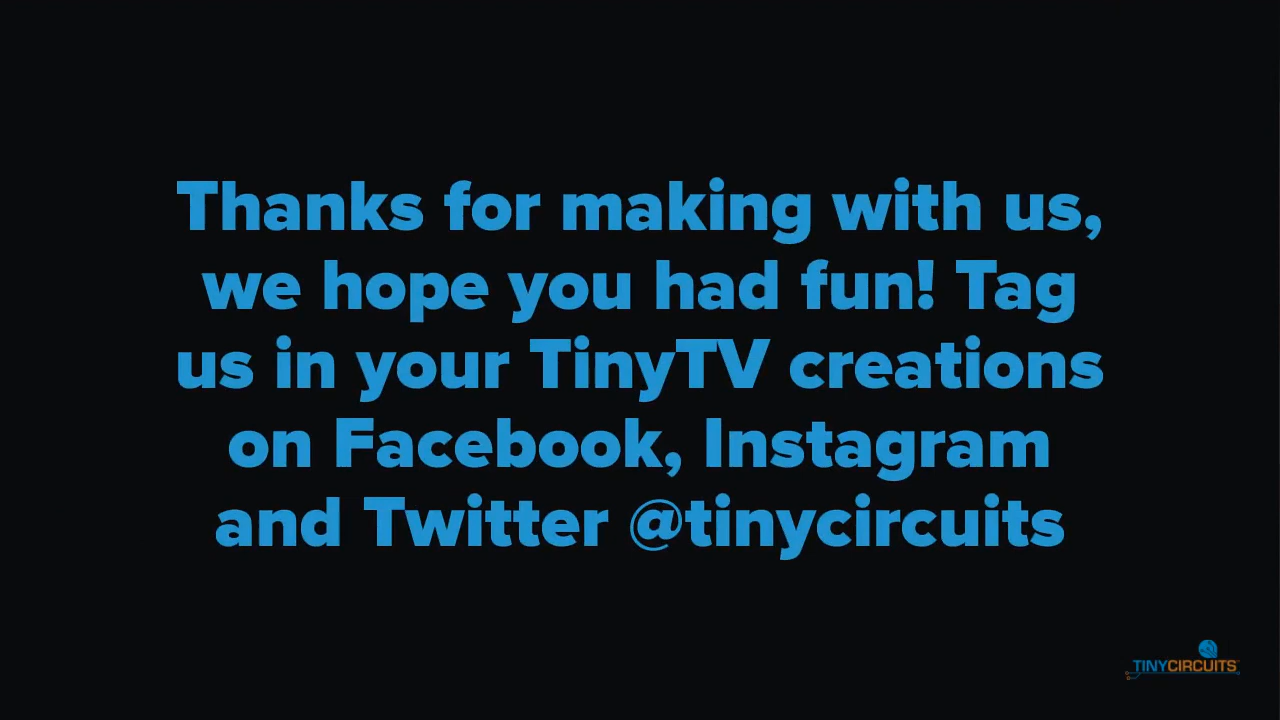 Thanks for making with us,
we hope you had fun! Tag
us in your TinyTV creations
on Facebook, Instagram
and Twitter @tinycircuits
TINYCIRCUITS